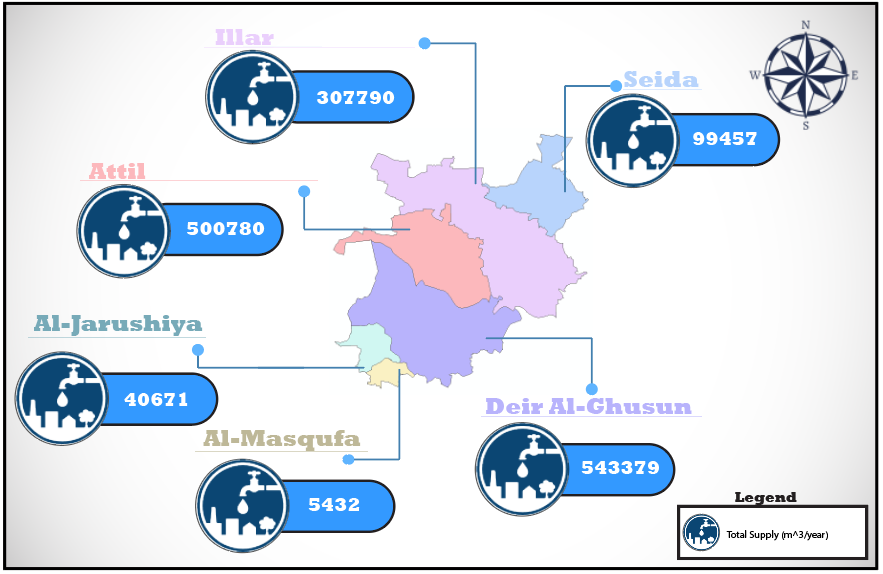 N
W
E
S
Illar
307790
Seida
99457
Attil
500780
Al-Jarushiya
40671
Al-Masqufa
5432
Deir Al-Ghusun
543379
Legend
Total Supply (m^3/year)